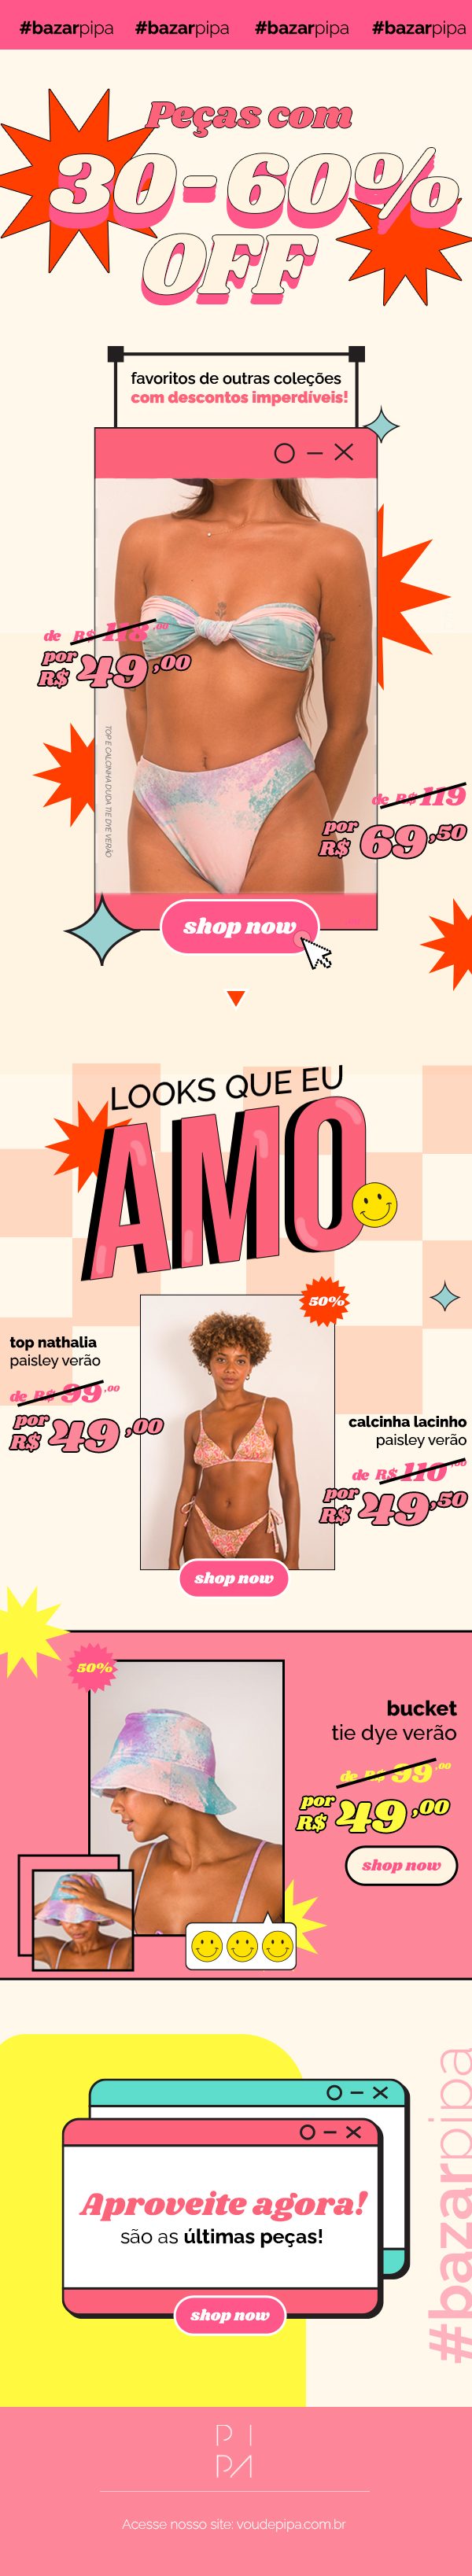 #bazarpipa #bazarpipa #bazarpipa #bazarpipa
Peças com
30-60%
OFF
favoritos de outras coleções
com descontos imperdíveis!
de R$ 118,00
por
R$ 49,00
TOP E CALCINHA DUDA TIE DYE VERÃO
de R$ 119
por
R$ 69,50
shop now
LOOKS QUE EU
AMO
50%
top nathalia
paisley verão
de R$ 99,00
por
R$ 49,00
calcinha lacinho
paisley verão
de R$ 110,00
por
R$ 49,50
shop now
50%
bucket
tie dye verão
de R$ 99,00
por
R$ 49,00
shop now
#bazarpipa
Aproveite agora!
são as últimas peças!
shop now
PI
PA
Acesse nosso site: voudepipa.com.br